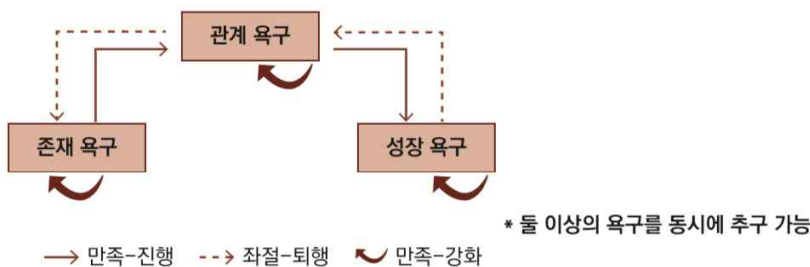 관계 욕구
존재 욕구
성장 욕구
* 둘 이상의 욕구를 동시에 추구 가능
만족-진행
좌절-퇴행
만족-강화